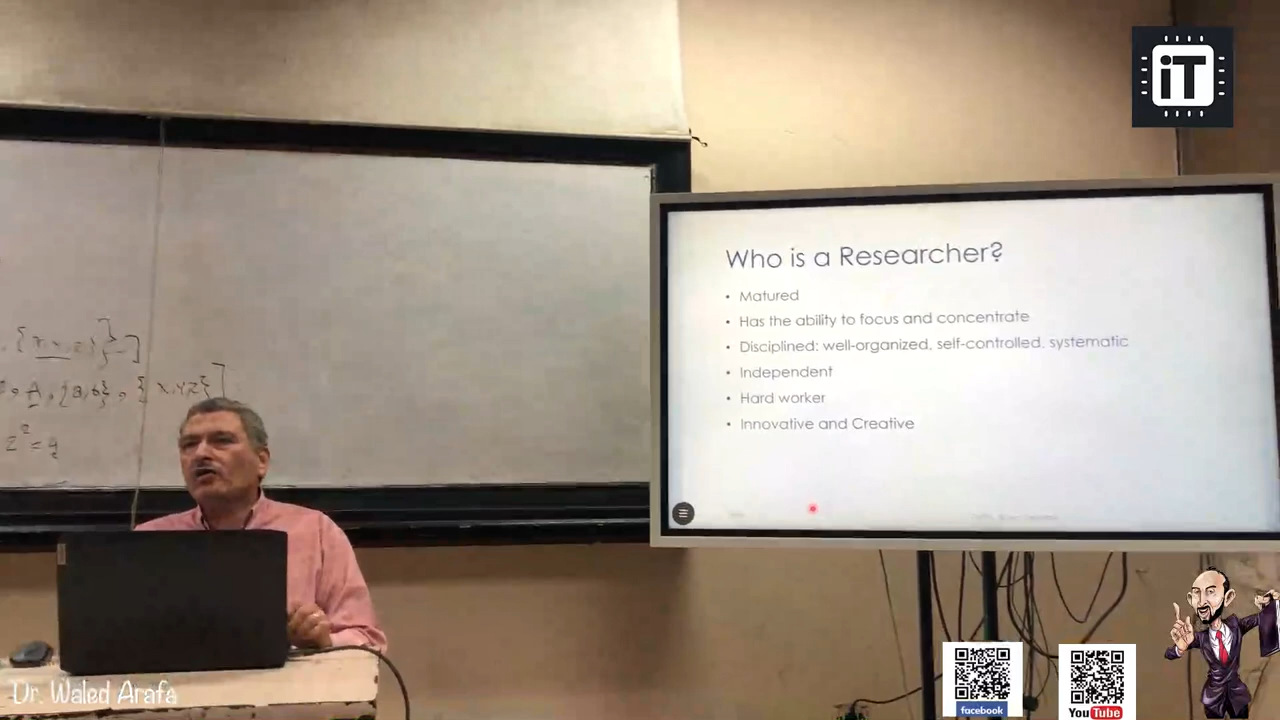 iT
Who is a Researcher?
• Matured
• Has the ability to focus and concentrate
• Disciplined: well-organized, self-controlled, systematic
• Independent
• Hard worker
• Innovative and Creative
, {x,y,z}}-]
, A, {a,b}, { x,y,z}]
z² = y
Dr. Waled Arafa
facebook
YouTube